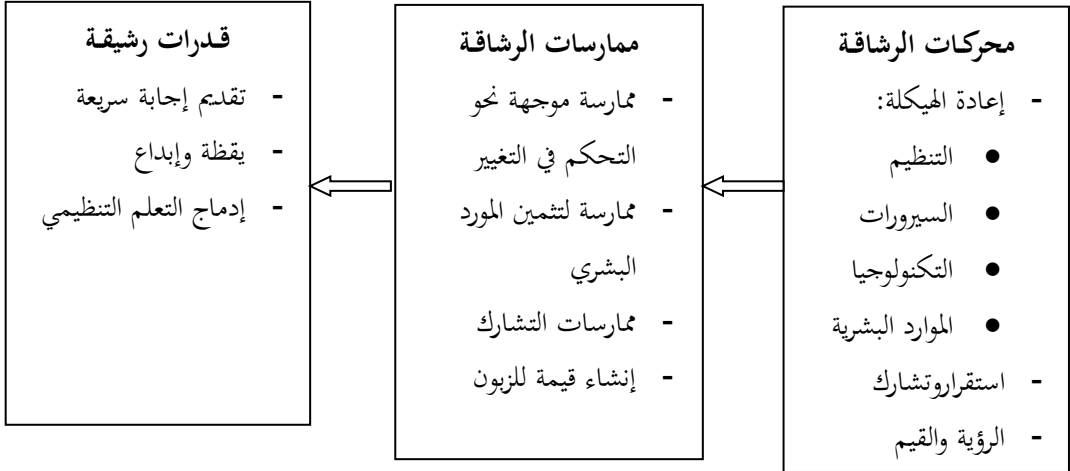 محركات الرشاقة
- إعادة الهيكلة:
● التنظيم
● السيرورات
● التكنولوجيا
● الموارد البشرية
- استقراروتشارك
- الرؤية والقيم
ممارسات الرشاقة
- ممارسة موجهة نحو
التحكم في التغيير
- ممارسة لتثمين المورد
البشري
- ممارسات التشارك
- إنشاء قيمة للزبون
قدرات رشيقة
- تقديم إجابة سريعة
- يقظة وإبداع
- إدماج التعلم التنظيمي